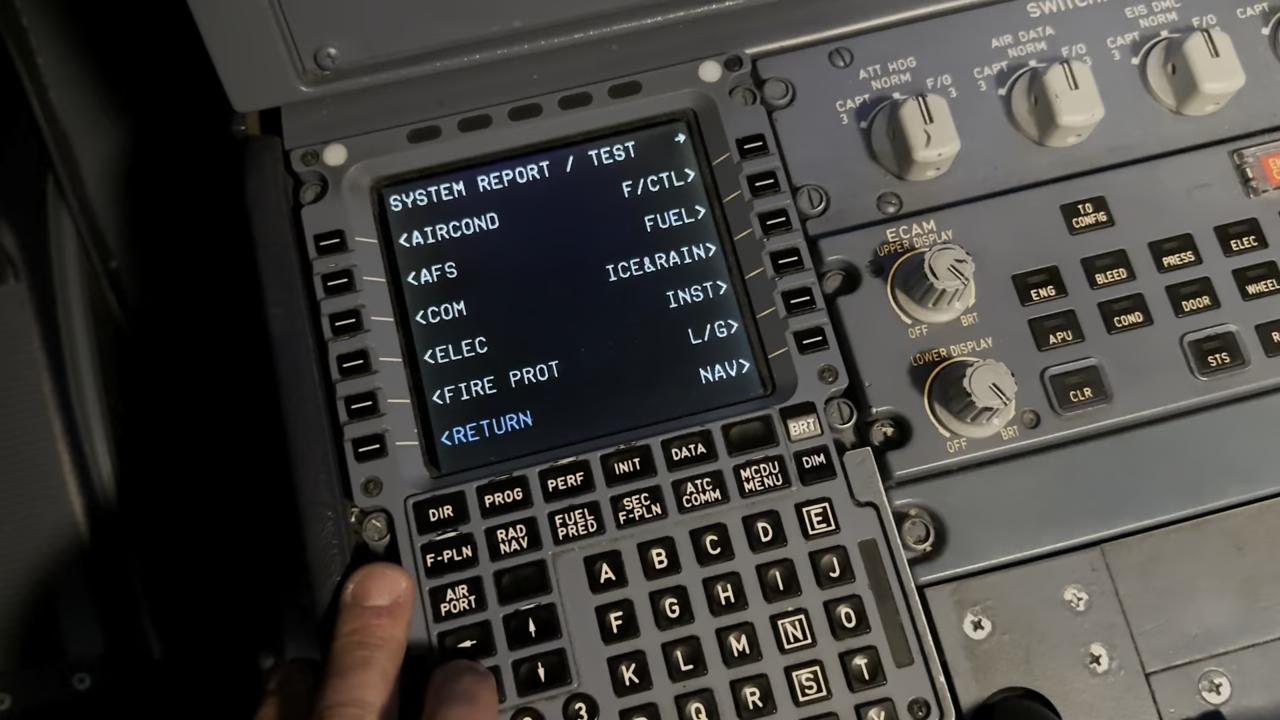 SWITCH
ATT HDG
NORM
CAPT
3
F/O
3
AIR DATA
NORM
CAPT
3
F/O
3
EIS DMC
NORM
CAPT
3
F/O
3
CAPT
SYSTEM REPORT / TEST →
<AIRCOND F/CTL>
<AFS FUEL>
<COM ICE&RAIN>
<ELEC INST>
<FIRE PROT L/G>
<RETURN NAV>
DIR PROG PERF INIT DATA BRT
F-PLN RAD NAV FUEL PRED SEC F-PLN ATC COMM MCDU MENU DIM
AIR PORT
← ↑
↓
A B C D E
F G H I J
K L M N O
Q R S T
3
ECAM
UPPER DISPLAY
OFF BRT
LOWER DISPLAY
OFF BRT
T.O CONFIG
ENG BLEED PRESS ELEC
APU COND DOOR WHEEL
CLR STS